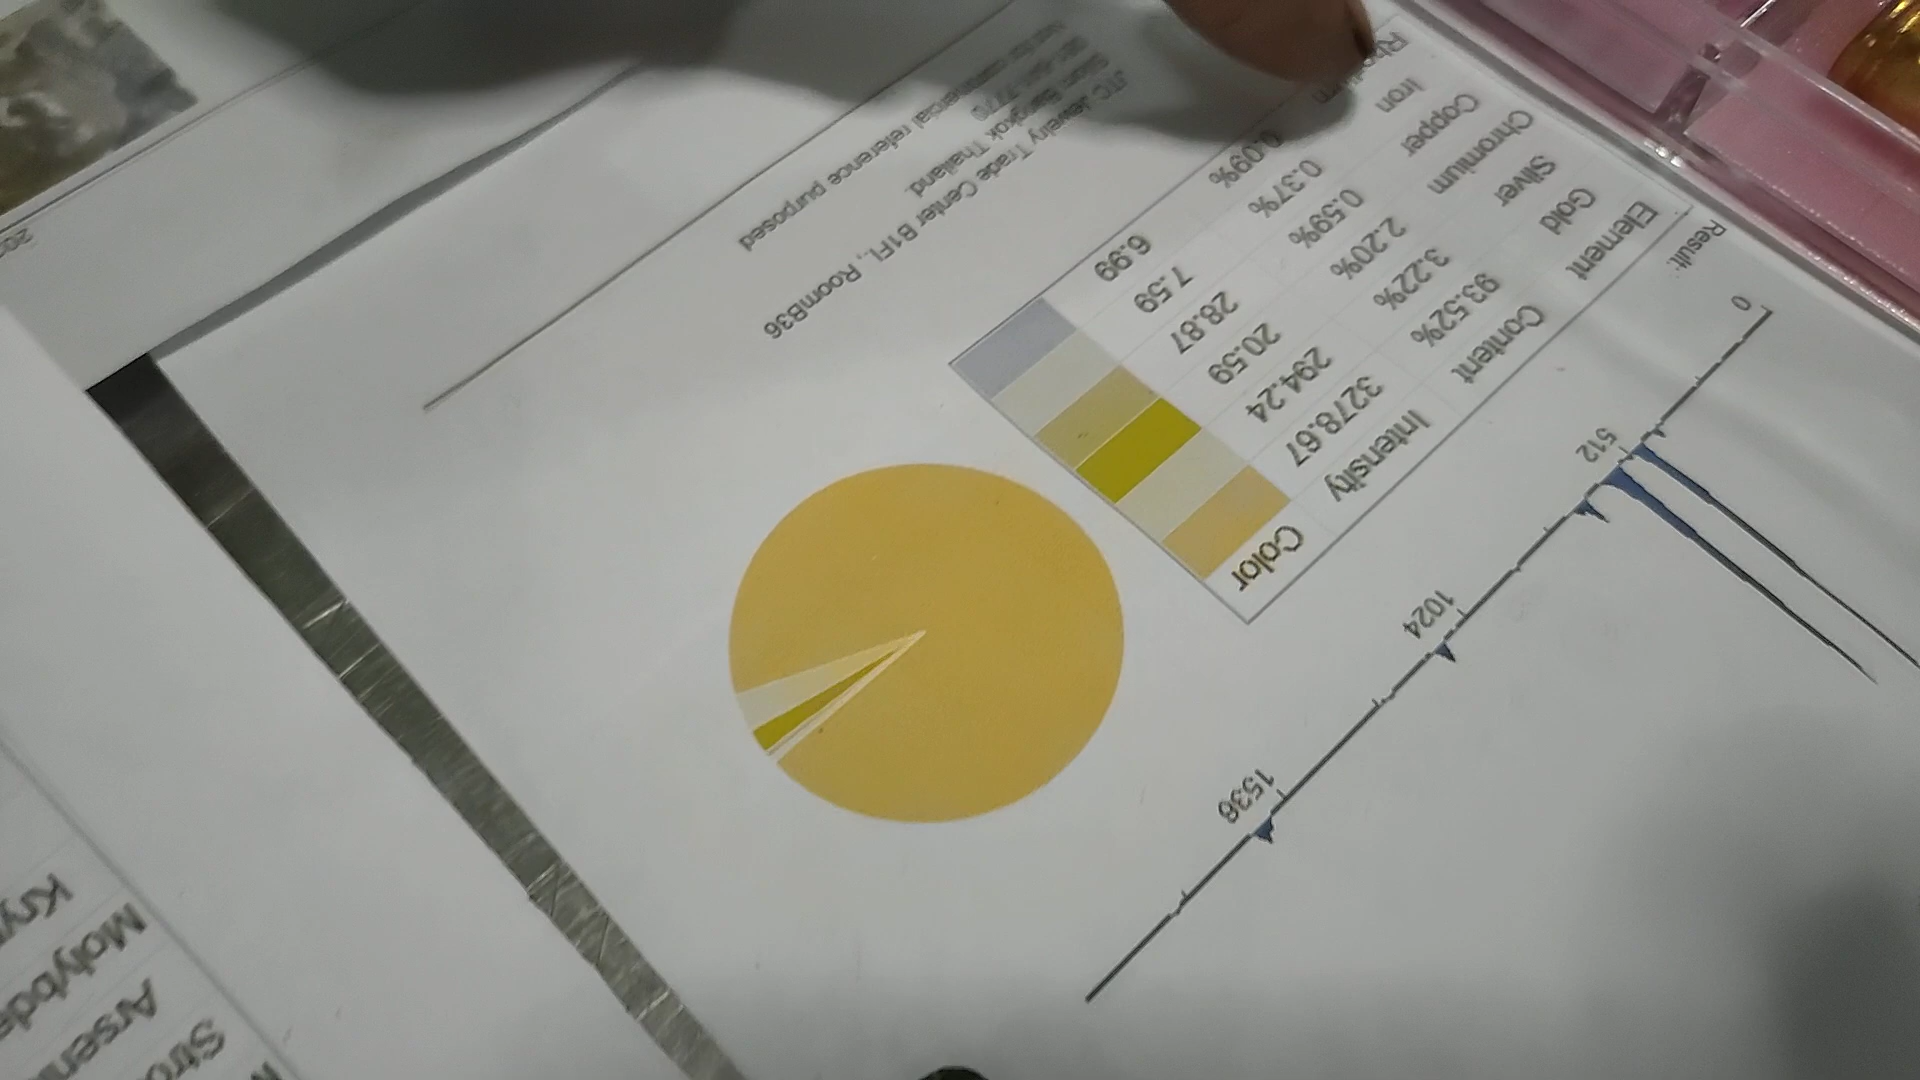 0
512
1024
1536
Result:
Element Content Intensity Color
Gold 93.52% 3278.67
Silver 3.22% 294.24
Chromium 2.20% 20.59
Copper 0.59% 28.87
Iron 0.37% 7.59
0.09% 6.99
JTC Jewelry Trade Center B1Fl., RoomB36
Silom Bangkok Thailand.
commercial reference purposed
Arsen